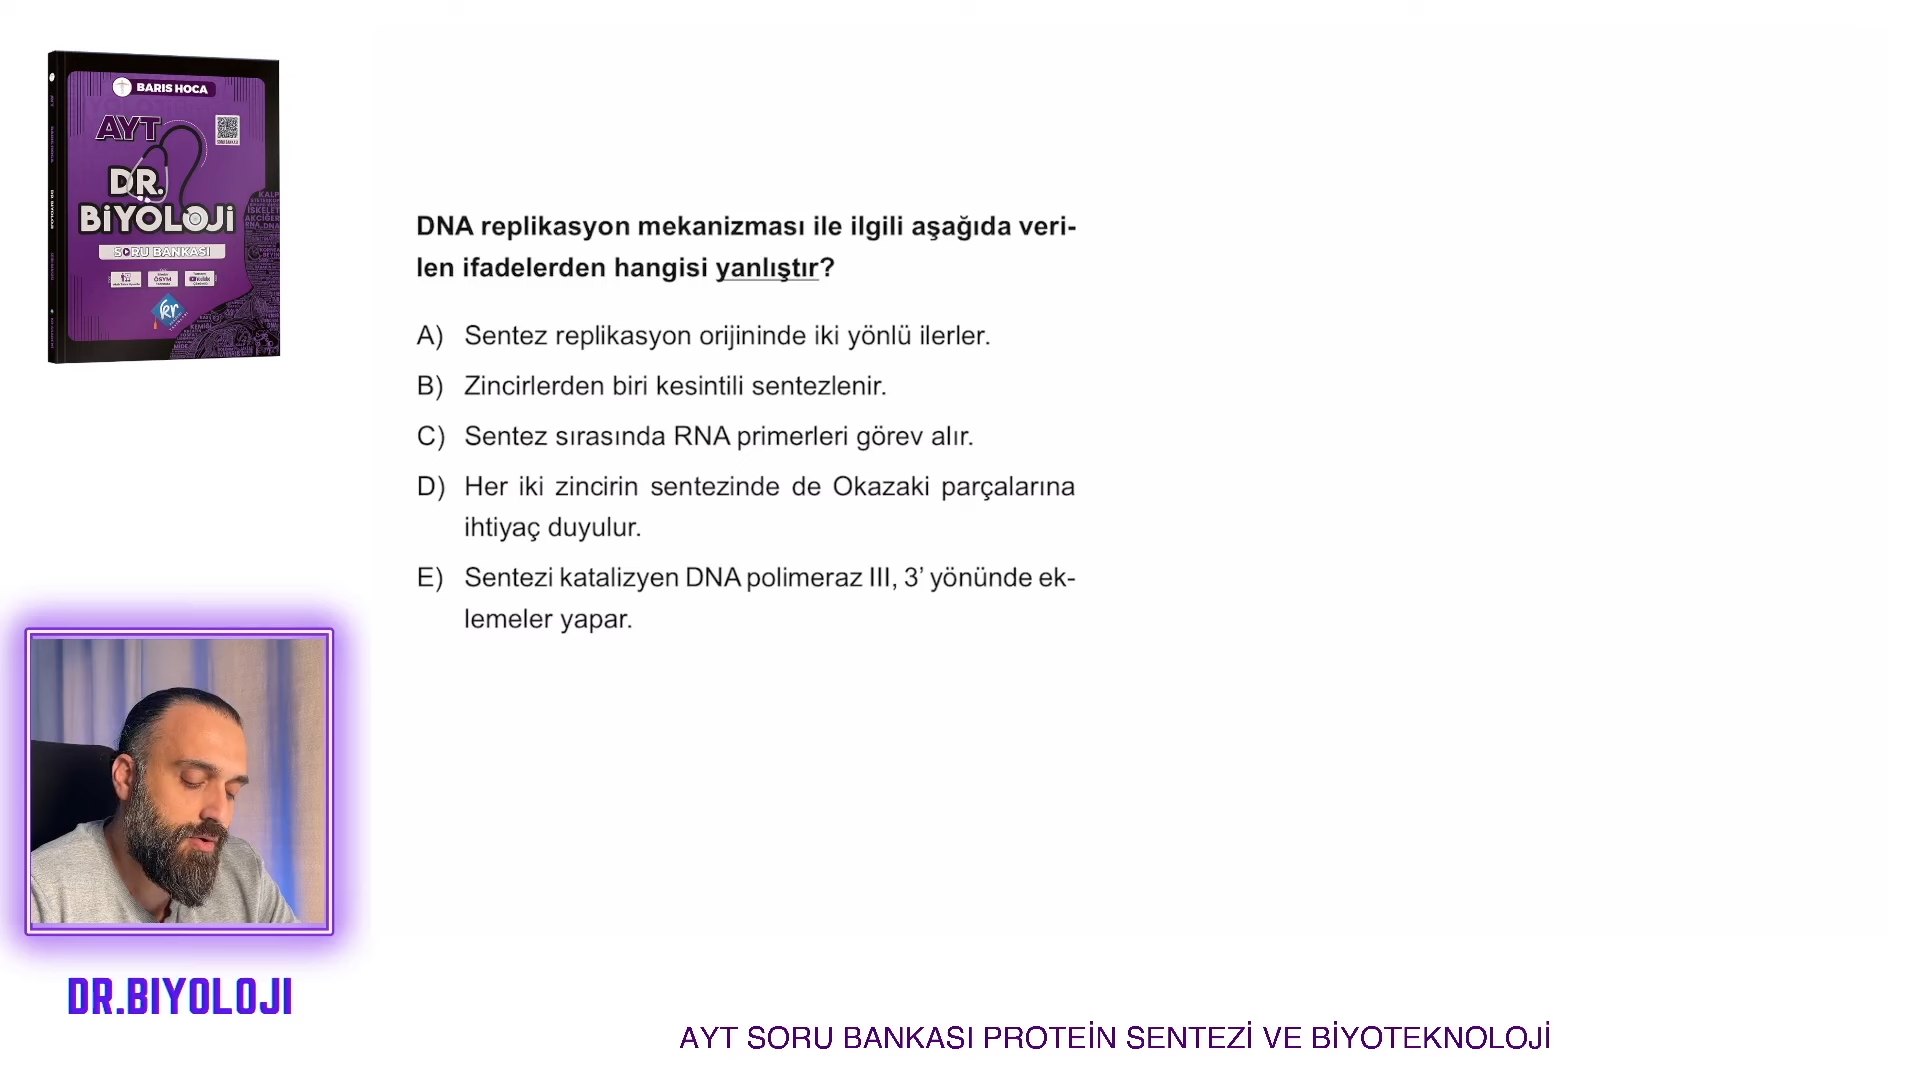 BARIS HOCA
AYT
DR.
BİYOLOJİ
SORU BANKASI
DNA replikasyon mekanizması ile ilgili aşağıda veri-
len ifadelerden hangisi yanlıştır?
A) Sentez replikasyon orijininde iki yönlü ilerler.
B) Zincirlerden biri kesintili sentezlenir.
C) Sentez sırasında RNA primerleri görev alır.
D) Her iki zincirin sentezinde de Okazaki parçalarına
ihtiyaç duyulur.
E) Sentezi katalizyen DNA polimeraz III, 3’ yönünde ek-
lemeler yapar.
DR.BIYOLOJI
AYT SORU BANKASI PROTEİN SENTEZİ VE BİYOTEKNOLOJİ